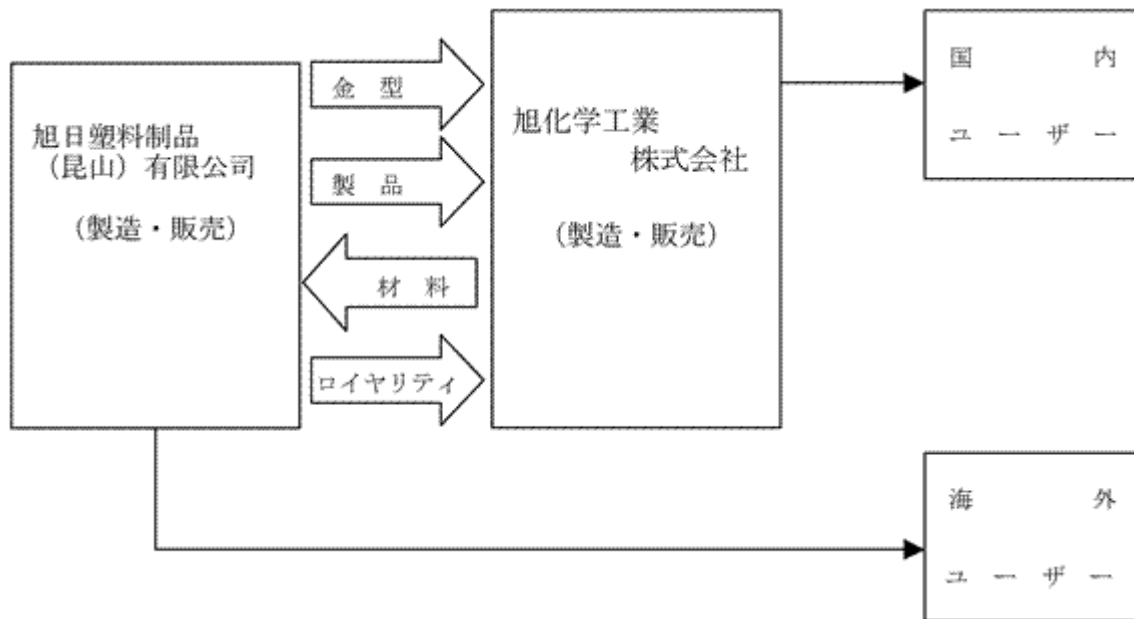 旭日塑料制品
（昆山）有限公司
（製造・販売）
金 型
製 品
材 料
ロイヤリティ
旭化学工業
株式会社
（製造・販売）
国 内
ユ ー ザ ー
海 外
ユ ー ザ ー